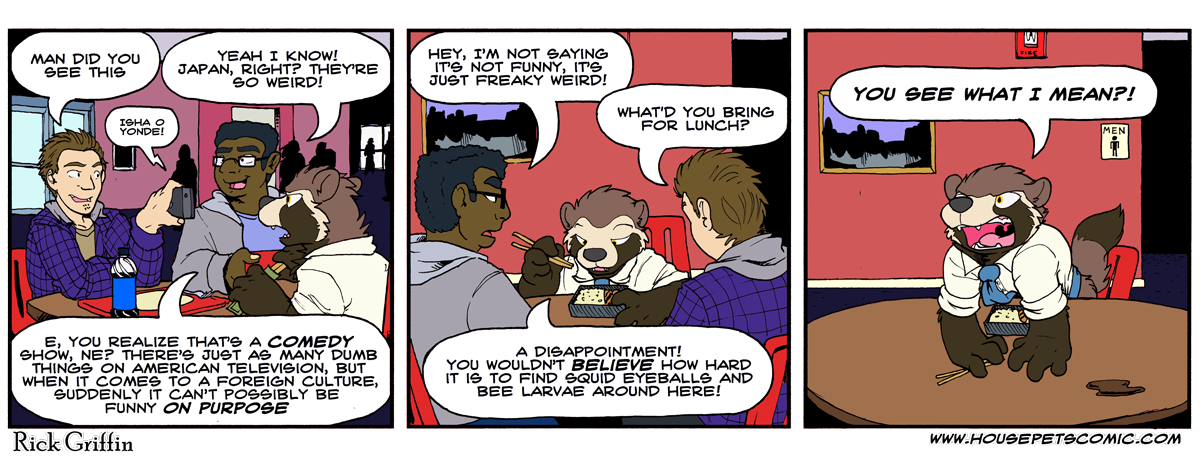 MAN DID YOU
SEE THIS
YEAH I KNOW!
JAPAN, RIGHT? THEY'RE
SO WEIRD!
ISHA O
YONDE!
E, YOU REALIZE THAT'S A COMEDY
SHOW, NE? THERE'S JUST AS MANY DUMB
THINGS ON AMERICAN TELEVISION, BUT
WHEN IT COMES TO A FOREIGN CULTURE,
SUDDENLY IT CAN'T POSSIBLY BE
FUNNY ON PURPOSE
HEY, I'M NOT SAYING
IT'S NOT FUNNY, IT'S
JUST FREAKY WEIRD!
WHAT'D YOU BRING
FOR LUNCH?
A DISAPPOINTMENT!
YOU WOULDN'T BELIEVE HOW HARD
IT IS TO FIND SQUID EYEBALLS AND
BEE LARVAE AROUND HERE!
FIRE
YOU SEE WHAT I MEAN?!
MEN
Rick Griffin
WWW.HOUSEPETSCOMIC.COM